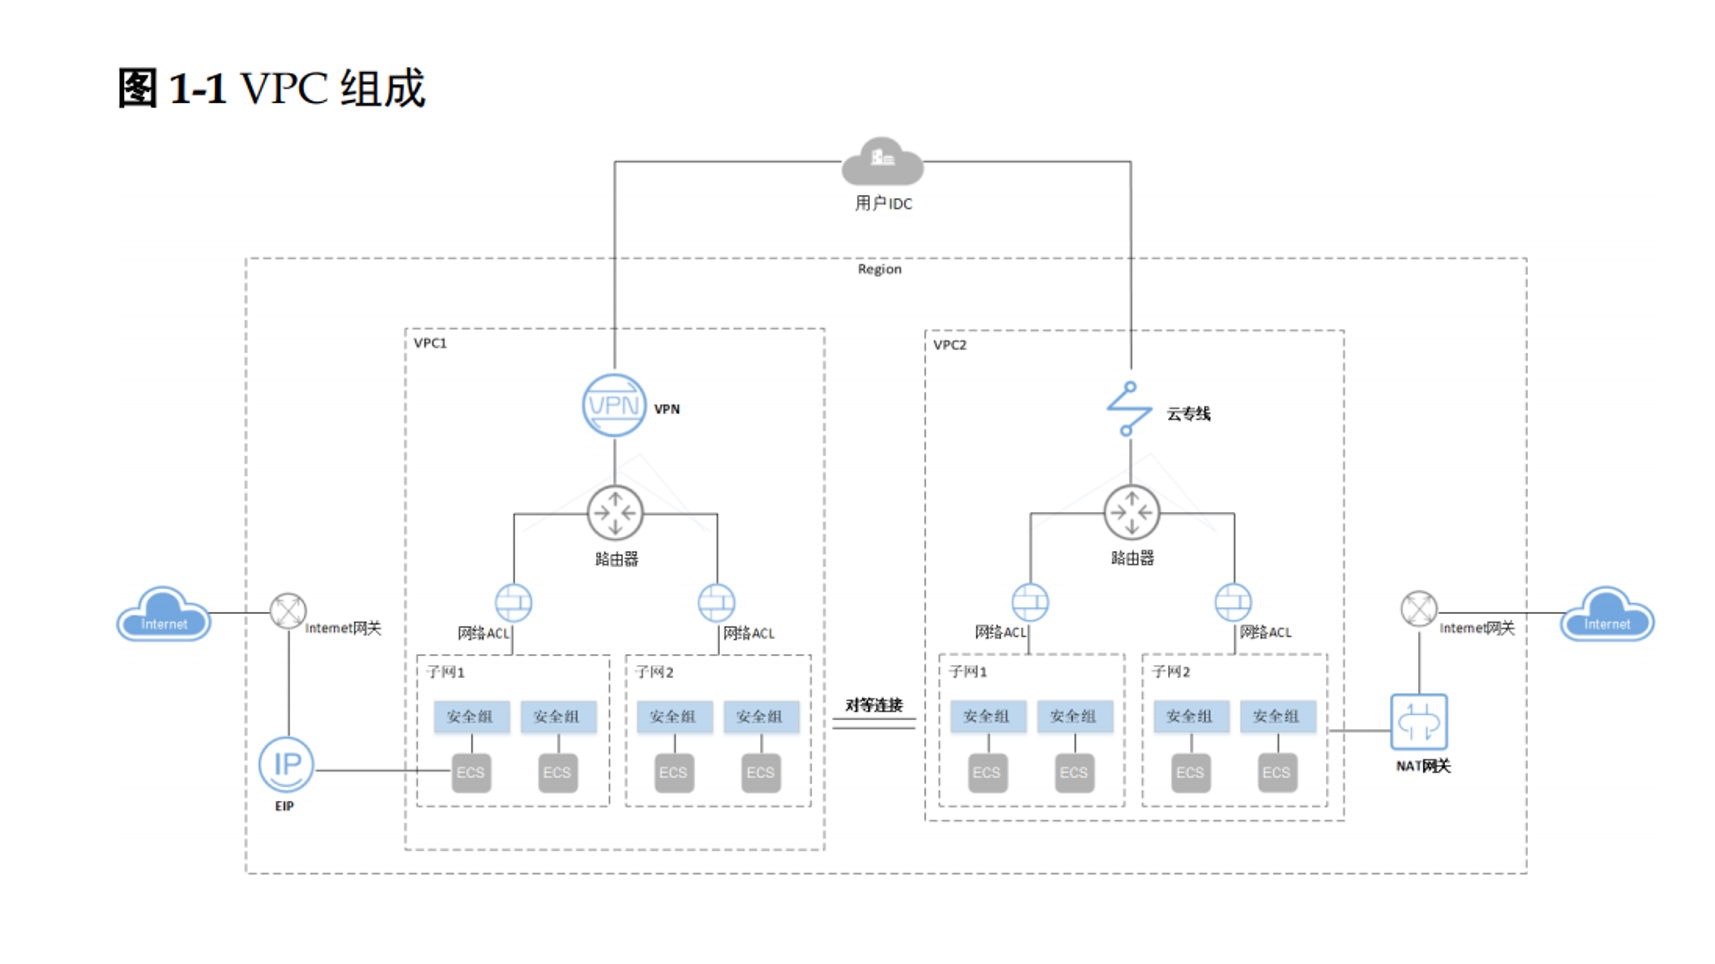 图 1-1 VPC 组成
用户IDC
Region
VPC1
VPC2
VPN
VPN
云专线
路由器
路由器
Internet
Internet网关
网络ACL
网络ACL
网络ACL
网络ACL
Internet网关
Internet
子网1
子网2
子网1
子网2
安全组
安全组
安全组
安全组
对等连接
安全组
安全组
安全组
安全组
IP
ECS
ECS
ECS
ECS
ECS
ECS
ECS
ECS
NAT网关
EIP